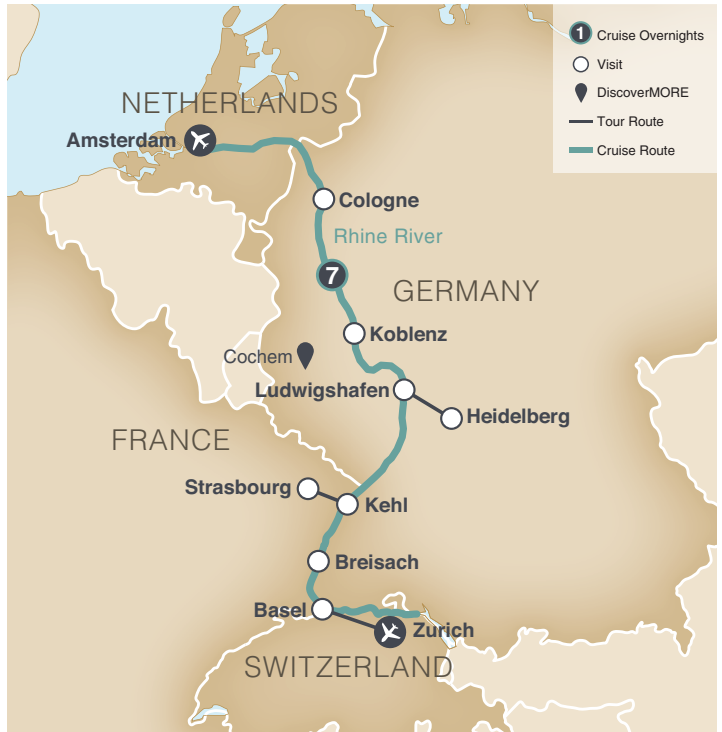 1 Cruise Overnights
Visit
DiscoverMORE
Tour Route
Cruise Route
NETHERLANDS
Amsterdam
Cologne
Rhine River
7
GERMANY
Koblenz
Cochem
Ludwigshafen
Heidelberg
FRANCE
Strasbourg
Kehl
Breisach
Basel
Zurich
SWITZERLAND